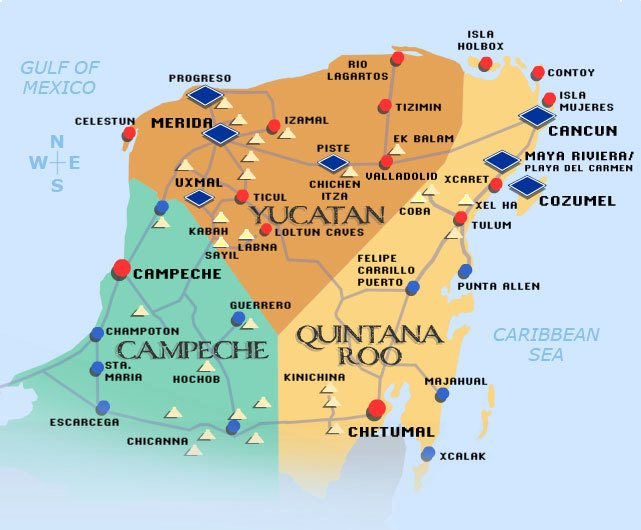 ISLA
HOLBOX
GULF OF
MEXICO
RIO
LAGARTOS
CONTOY
PROGRESO
ISLA
MUJERES
CELESTUN
MERIDA
IZAMAL
TIZIMIN
CANCUN
N
W E
S
PISTE
EK BALAM
MAYA RIVIERA/
PLAYA DEL CARMEN
UXMAL
CHICHEN
ITZA
VALLADOLID
XCARET
COZUMEL
TICUL
YUCATAN
COBA
XEL HA
KABAH
LOLTUN CAVES
TULUM
SAYIL
LABNA
CAMPECHE
FELIPE
CARRILLO
PUERTO
PUNTA ALLEN
GUERRERO
CHAMPOTON
CAMPECHE
QUINTANA
ROO
CARIBBEAN
SEA
STA.
MARIA
HOCHOB
KINICHINA
MAJAHUAL
ESCARCEGA
CHICANNA
CHETUMAL
XCALAK